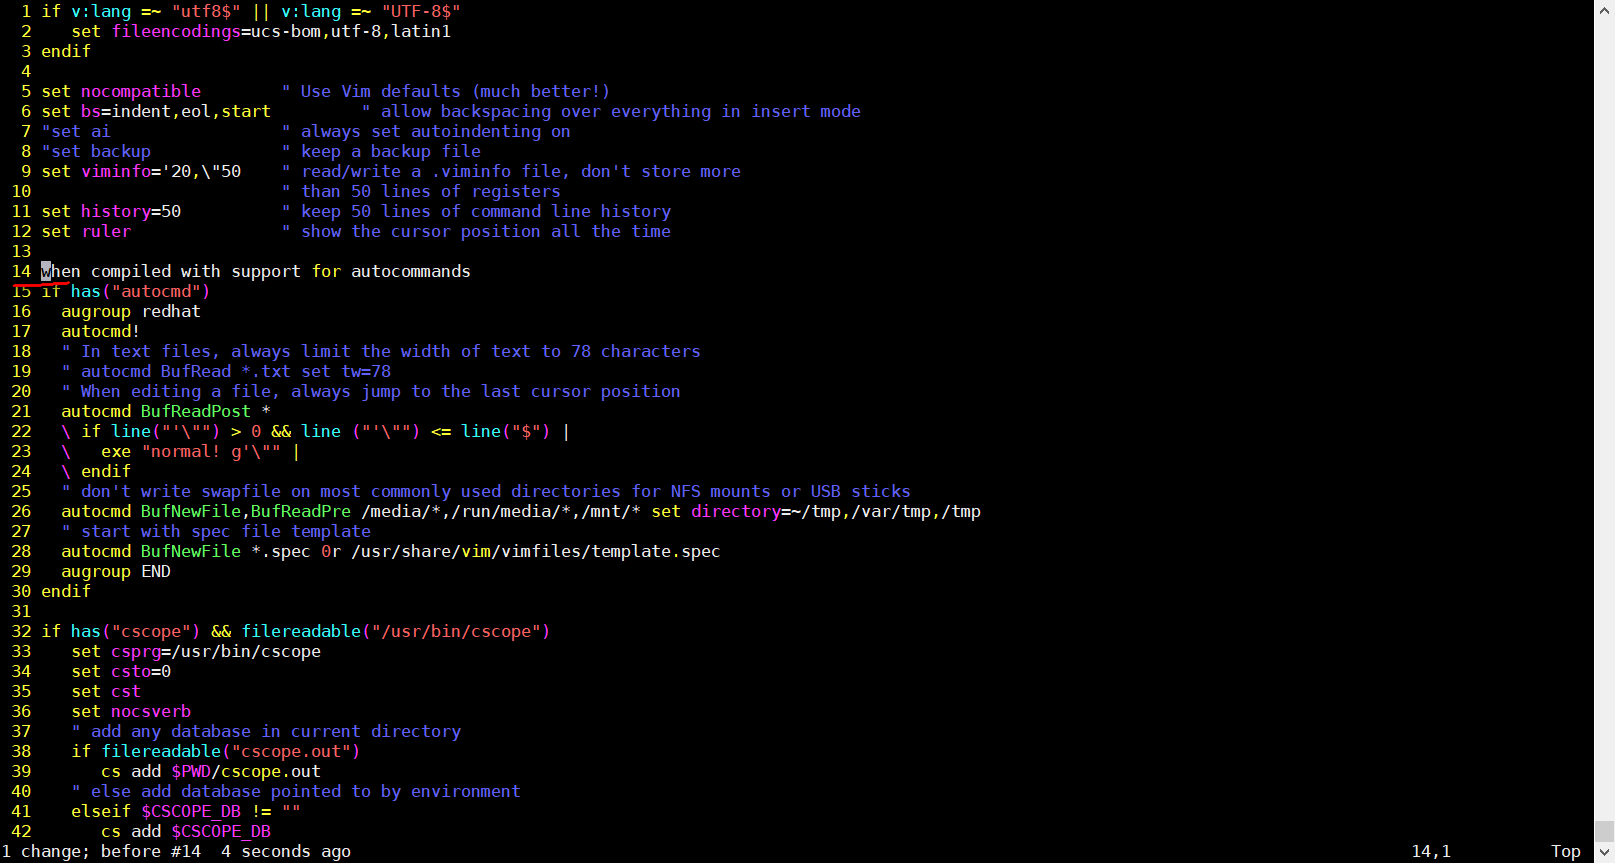 1 if v:lang =~ "utf8$" || v:lang =~ "UTF-8$"
2    set fileencodings=ucs-bom,utf-8,latin1
3 endif
4
5 set nocompatible        " Use Vim defaults (much better!)
6 set bs=indent,eol,start         " allow backspacing over everything in insert mode
7 "set ai                 " always set autoindenting on
8 "set backup             " keep a backup file
9 set viminfo='20,\"50    " read/write a .viminfo file, don't store more
10                         " than 50 lines of registers
11 set history=50          " keep 50 lines of command line history
12 set ruler               " show the cursor position all the time
13
14 when compiled with support for autocommands
15 if has("autocmd")
16   augroup redhat
17   autocmd!
18   " In text files, always limit the width of text to 78 characters
19   " autocmd BufRead *.txt set tw=78
20   " When editing a file, always jump to the last cursor position
21   autocmd BufReadPost *
22   \ if line("'\"") > 0 && line ("'\"") <= line("$") |
23   \   exe "normal! g'\"" |
24   \ endif
25   " don't write swapfile on most commonly used directories for NFS mounts or USB sticks
26   autocmd BufNewFile,BufReadPre /media/*,/run/media/*,/mnt/* set directory=~/tmp,/var/tmp,/tmp
27   " start with spec file template
28   autocmd BufNewFile *.spec 0r /usr/share/vim/vimfiles/template.spec
29   augroup END
30 endif
31
32 if has("cscope") && filereadable("/usr/bin/cscope")
33    set csprg=/usr/bin/cscope
34    set csto=0
35    set cst
36    set nocsverb
37    " add any database in current directory
38    if filereadable("cscope.out")
39       cs add $PWD/cscope.out
40    " else add database pointed to by environment
41    elseif $CSCOPE_DB != ""
42       cs add $CSCOPE_DB
1 change; before #14  4 seconds ago          14,1          Top